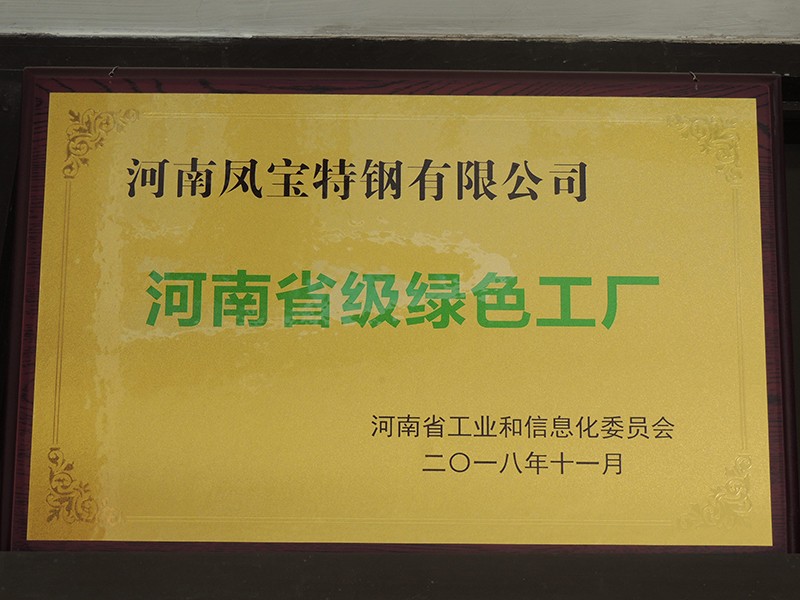 河南凤宝特钢有限公司
河南省级绿色工厂
河南省工业和信息化委员会
二〇一八年十一月